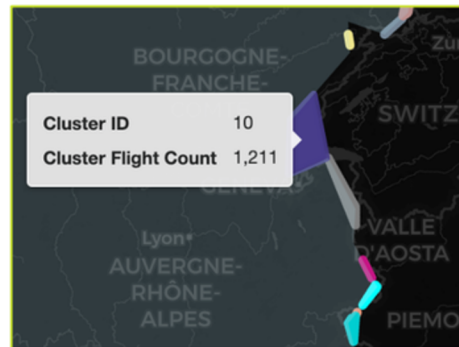 Zü
BOURGOGNE-
FRANCHE-
SWITZ
Cluster ID 10
Cluster Flight Count 1,211
GENEVA
Lyon
VALLE
D'AOSTA
AUVERGNE-
RHÔNE-
ALPES
PIEMO